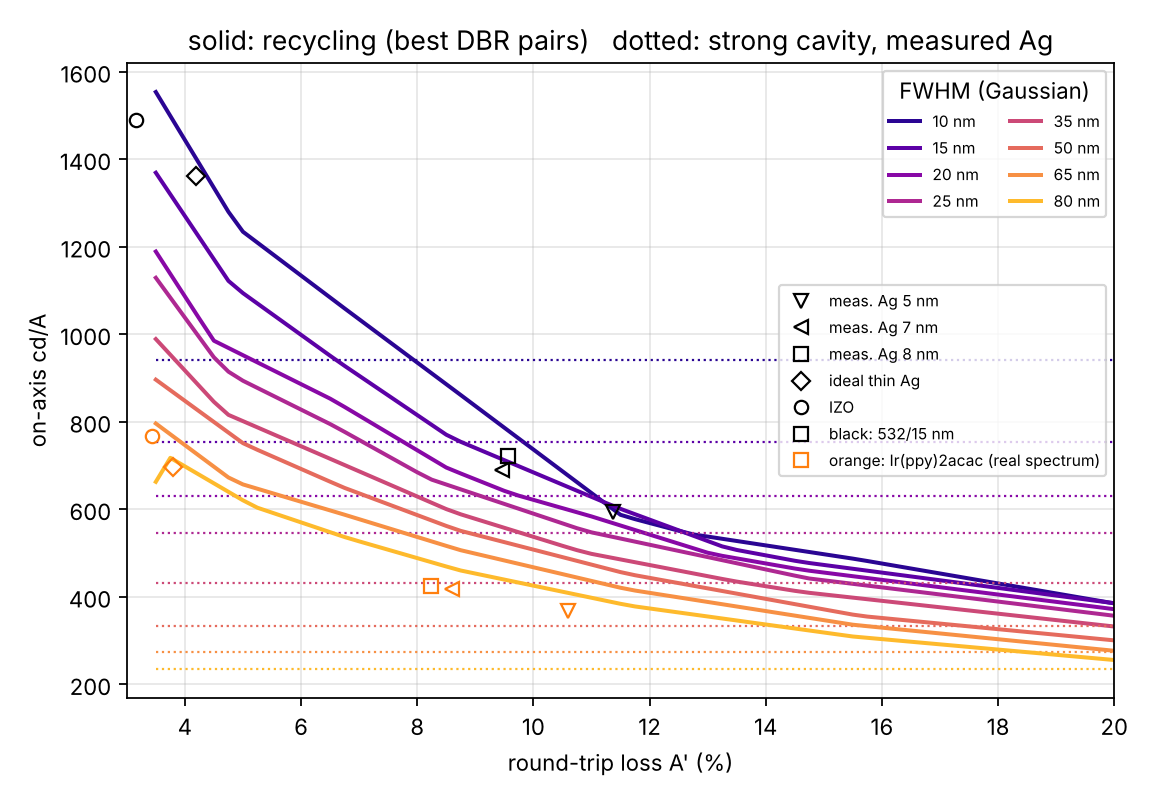 solid: recycling (best DBR pairs)   dotted: strong cavity, measured Ag
1600
1400
1200
1000
800
600
400
200
on-axis cd/A
4 6 8 10 12 14 16 18 20
round-trip loss A' (%)
FWHM (Gaussian)
10 nm 35 nm
15 nm 50 nm
20 nm 65 nm
25 nm 80 nm
meas. Ag 5 nm
meas. Ag 7 nm
meas. Ag 8 nm
ideal thin Ag
IZO
black: 532/15 nm
orange: Ir(ppy)2acac (real spectrum)